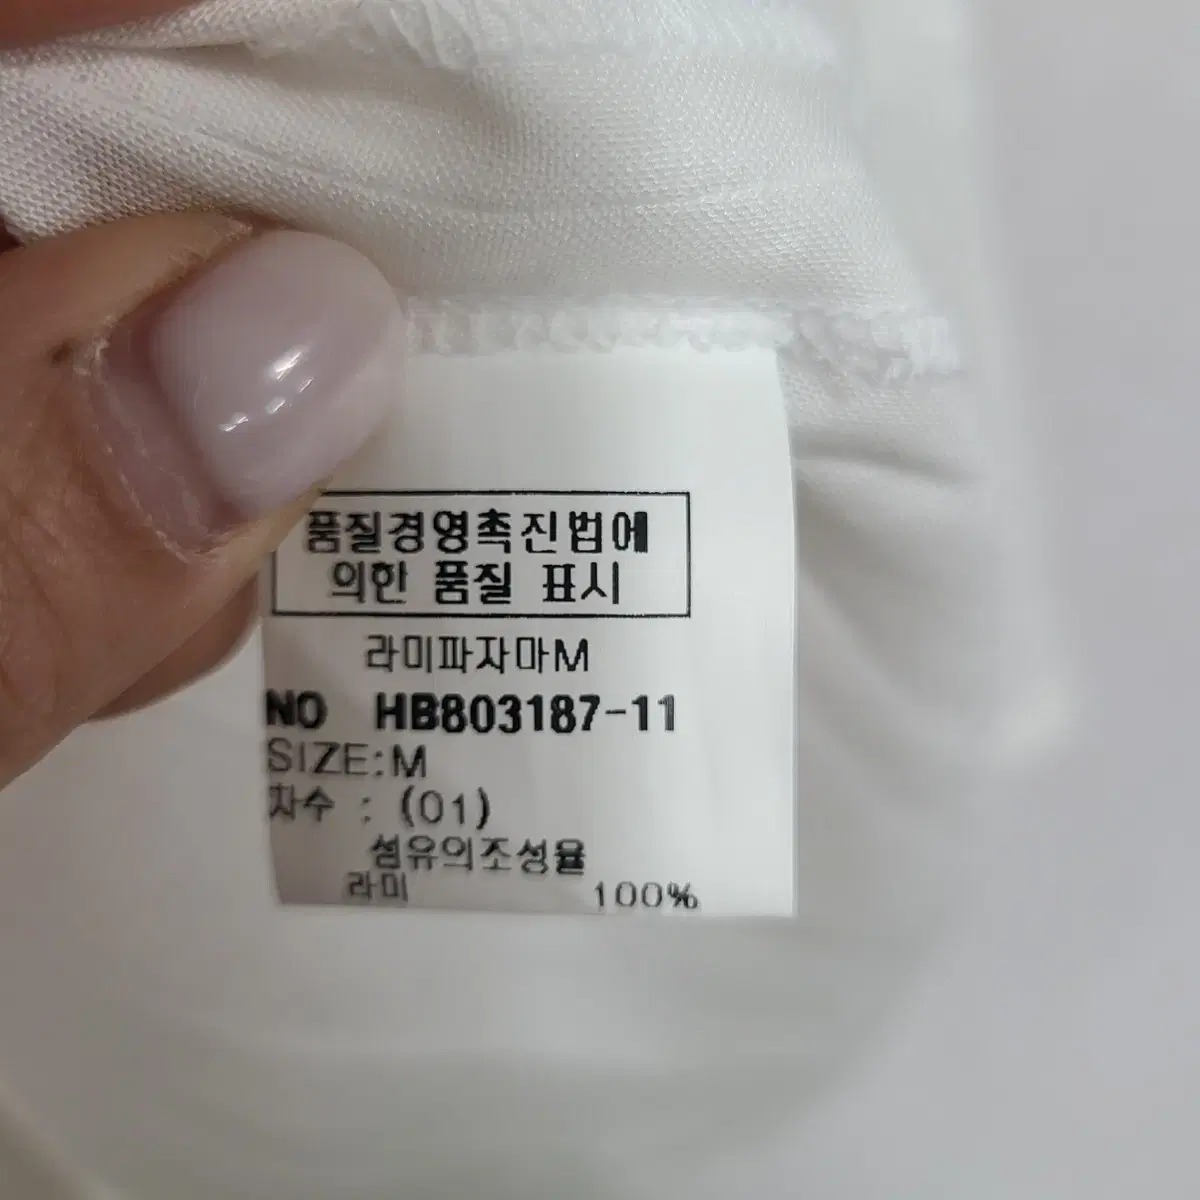 품질경영촉진법에
의한 품질 표시
라미파자마M
NO HB803187-11
SIZE:M
차수 : (01)
섬유의조성율
라미 100%